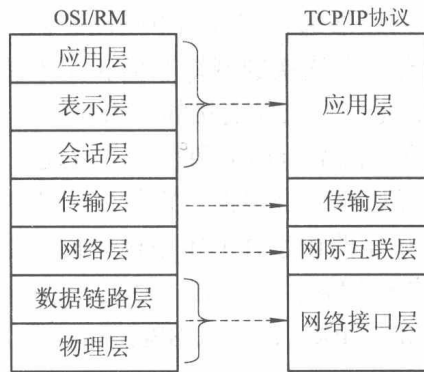 OSI/RM
TCP/IP协议
应用层
表示层
会话层
传输层
网络层
数据链路层
物理层
应用层
传输层
网际互联层
网络接口层